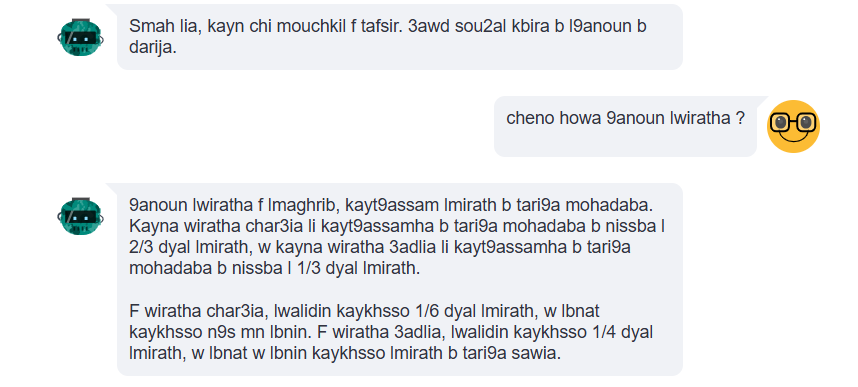 Smah lia, kayn chi mouchkil f tafsir. 3awd sou2al kbira b l9anoun b
darija.
cheno howa 9anoun lwiratha ?
9anoun lwiratha f lmaghrib, kayt9assam lmirath b tari9a mohadaba.
Kayna wiratha char3ia li kayt9assamha b tari9a mohadaba b nissba l
2/3 dyal lmirath, w kayna wiratha 3adlia li kayt9assamha b tari9a
mohadaba b nissba l 1/3 dyal lmirath.
F wiratha char3ia, lwalidin kaykhsso 1/6 dyal lmirath, w lbnat
kaykhsso n9s mn lbnin. F wiratha 3adlia, lwalidin kaykhsso 1/4 dyal
lmirath, w lbnat w lbnin kaykhsso lmirath b tari9a sawia.